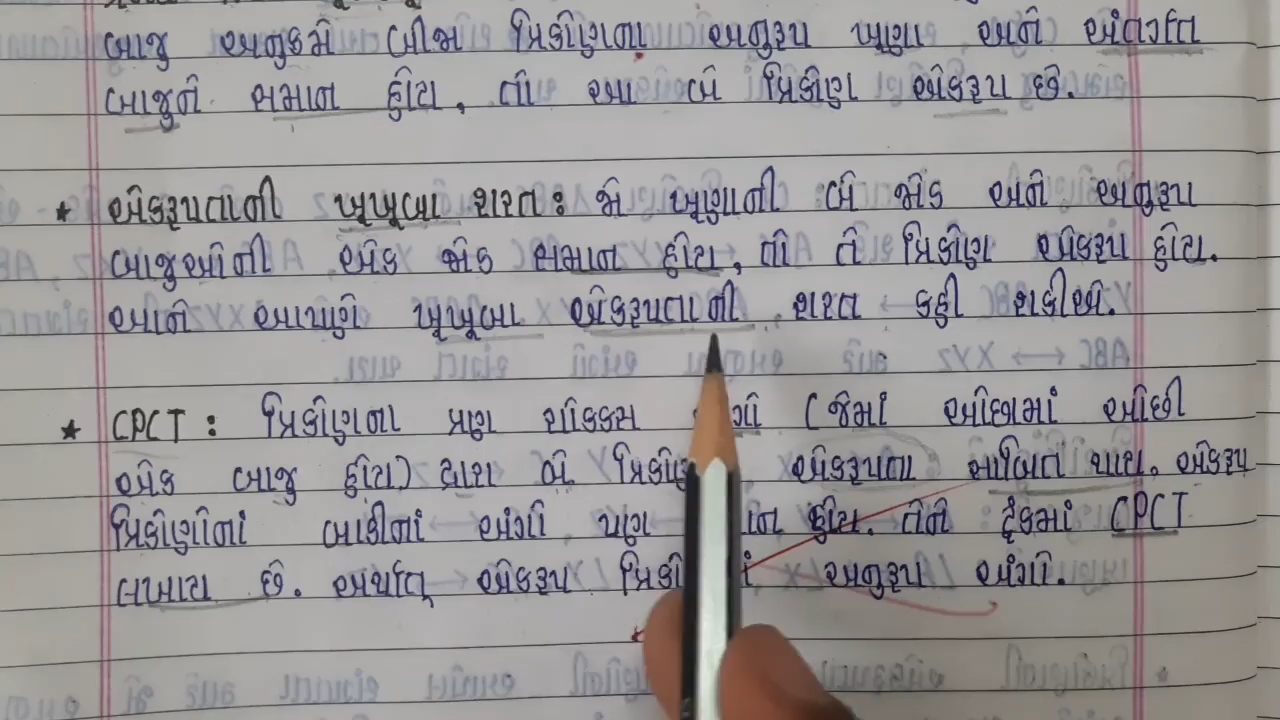 બાજુ અનુક્રમે બીજા ત્રિકોણના અનુરૂપ ખૂણા અને અંતર્ગત
બાજુને સમાન હોય, તો આ બે ત્રિકોણ એકરૂપ છે.
* એકરૂપતાની ખૂખૂબા શરત: જો ખૂણાની બે જોડ અને અનુરૂપ
બાજુઓની એક જોડ સમાન હોય, તો તે ત્રિકોણ એકરૂપ હોય.
આને આપણે ખૂખૂબા એકરૂપતાની શરત કહી શકીએ.
* CPCT : ત્રિકોણના ત્રણ ચોક્કસ (જેમાં ઓછામાં ઓછી
એક બાજુ હોય) દ્વારા બે એકરૂપતા સાબિત થાય. એકરૂપ
ત્રિકોણોનાં બાકીનાં અંગો પણ હોય. તેને ટૂંકમાં CPCT
લખાય છે. અર્થાત્ એકરૂપ અનુરૂપ અંગો.